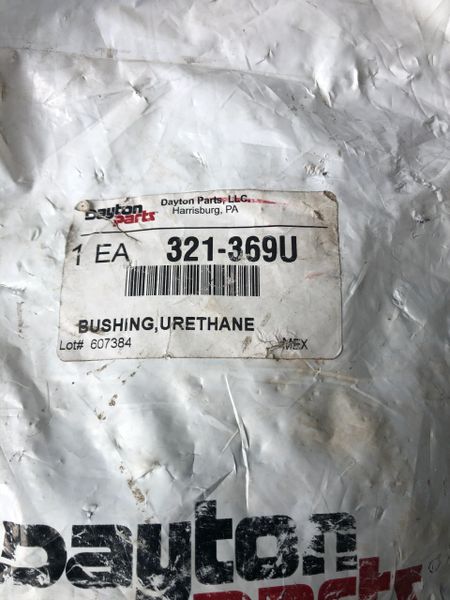 Dayton Parts, LLC.
Dayton Harrisburg, PA
Parts
1 EA 321-369U
BUSHING,URETHANE
Lot# 607384 MEX
Dayton
Parts